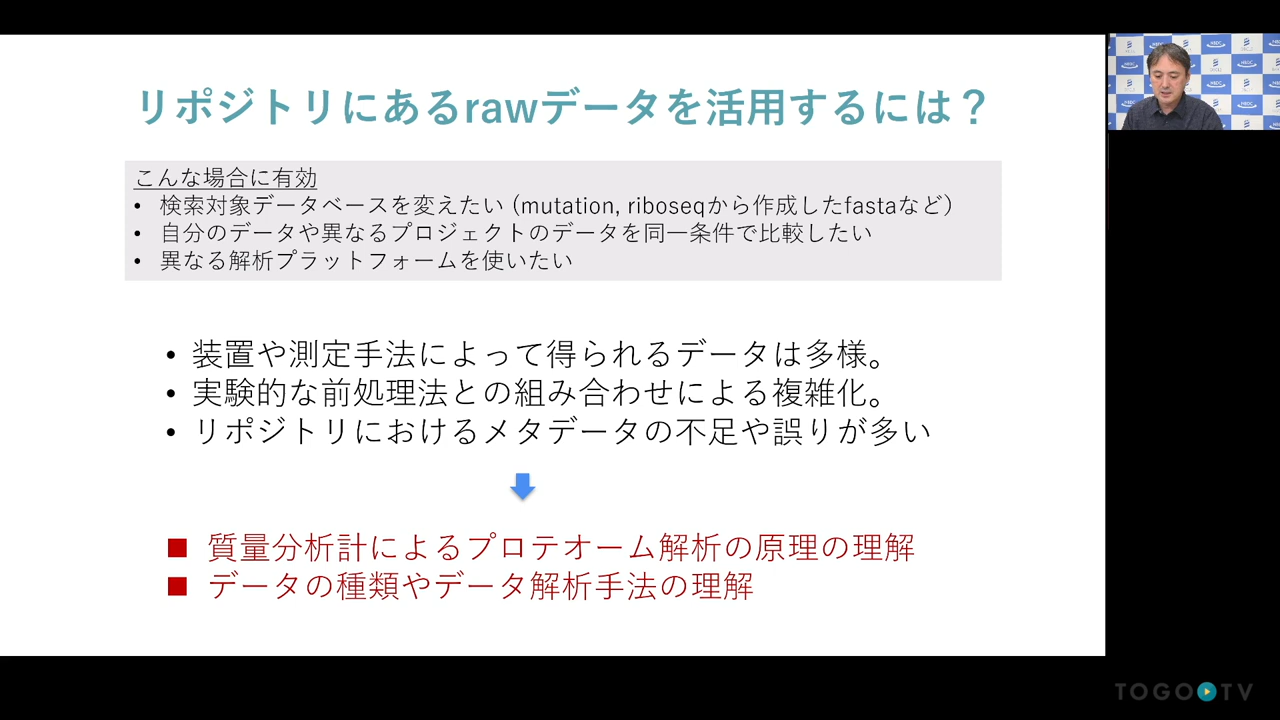 リポジトリにあるrawデータを活用するには？
こんな場合に有効
• 検索対象データベースを変えたい (mutation, riboseqから作成したfastaなど)
• 自分のデータや異なるプロジェクトのデータを同一条件で比較したい
• 異なる解析プラットフォームを使いたい
• 装置や測定手法によって得られるデータは多様。
• 実験的な前処理法との組み合わせによる複雑化。
• リポジトリにおけるメタデータの不足や誤りが多い
■ 質量分析計によるプロテオーム解析の原理の理解
■ データの種類やデータ解析手法の理解
TOGO TV